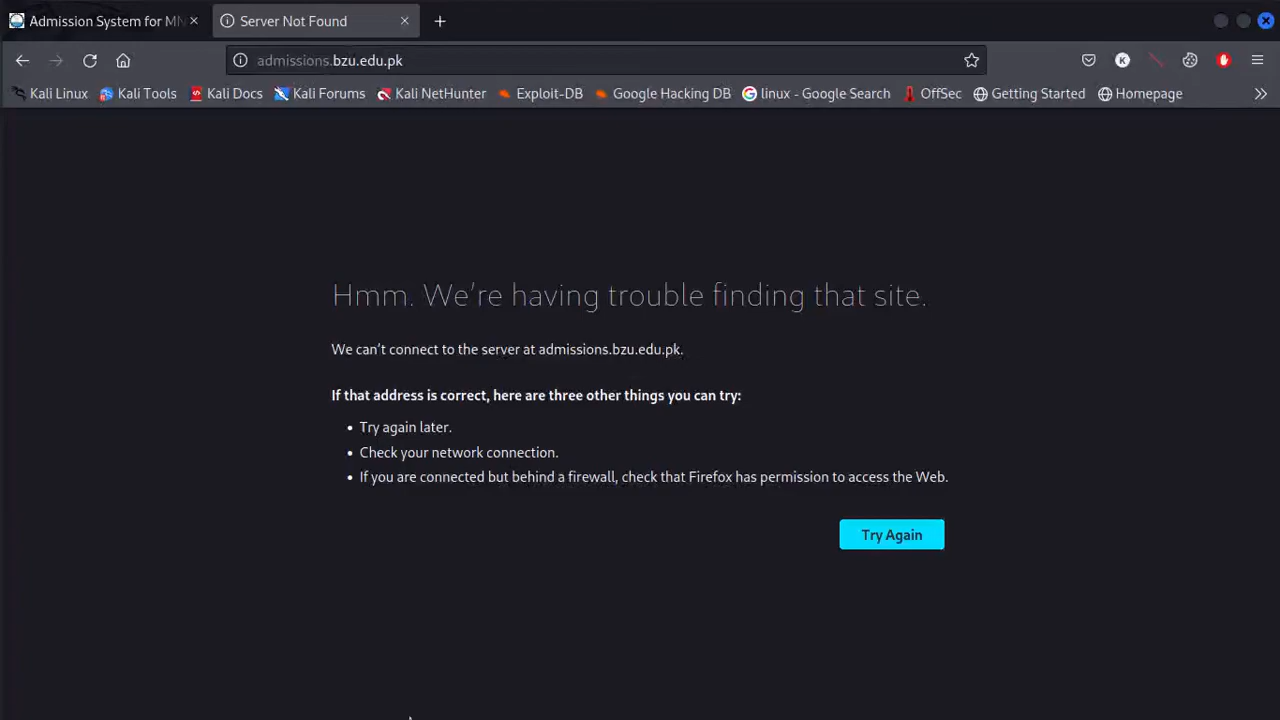 Admission System for MN
Server Not Found
admissions.bzu.edu.pk
Kali Linux Kali Tools Kali Docs Kali Forums Kali NetHunter Exploit-DB Google Hacking DB linux - Google Search OffSec Getting Started Homepage
Hmm. We're having trouble finding that site.
We can't connect to the server at admissions.bzu.edu.pk.
If that address is correct, here are three other things you can try:
• Try again later.
• Check your network connection.
• If you are connected but behind a firewall, check that Firefox has permission to access the Web.
Try Again